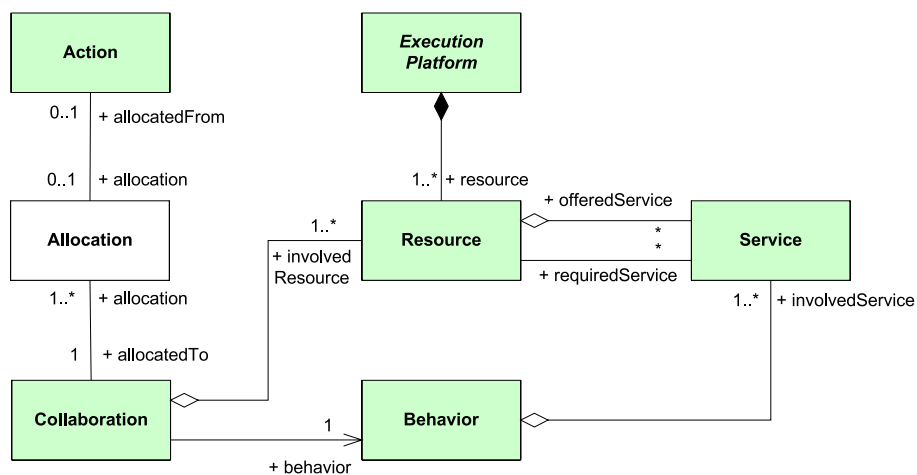 Action
Execution
Platform
0..1
+ allocatedFrom
0..1
+ allocation
1..*
+ resource
+ offeredService
Allocation
1..*
Resource
*
*
Service
+ involved
Resource
+ requiredService
1..*
+ allocation
1..*
+ involvedService
1
+ allocatedTo
Collaboration
1
Behavior
+ behavior